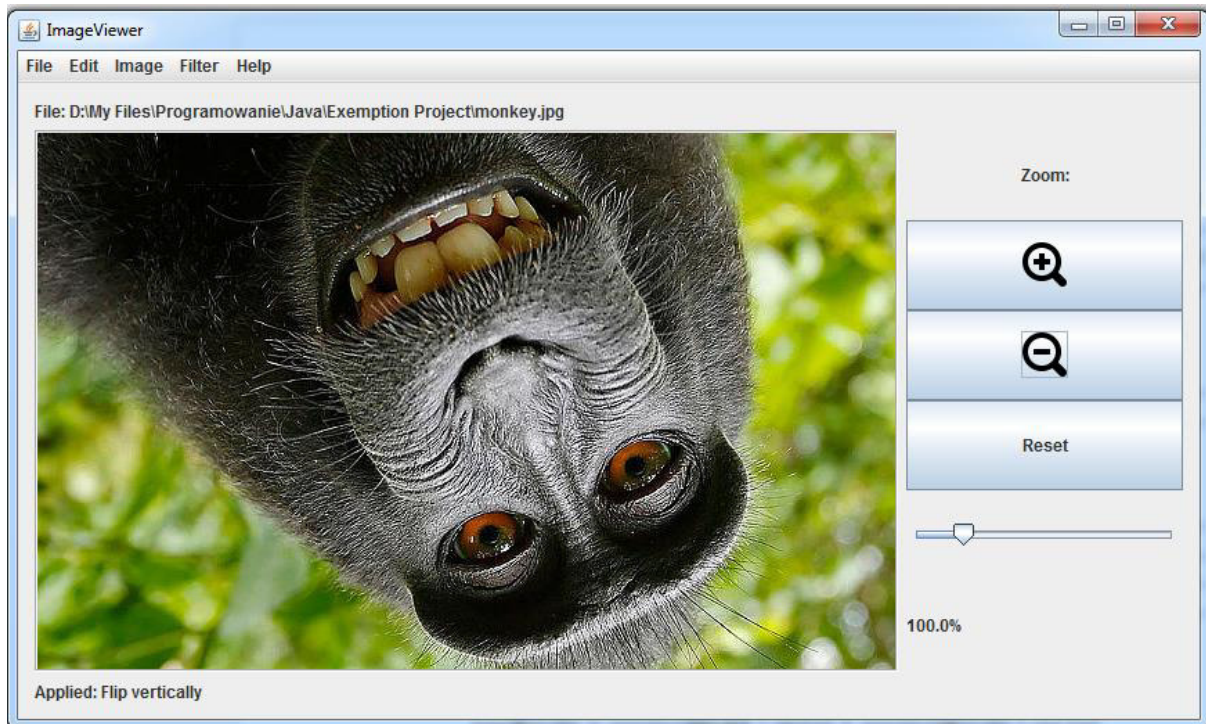 ImageViewer
File Edit Image Filter Help
File: D:\My Files\Programowanie\Java\Exemption Project\monkey.jpg
Zoom:
Reset
100.0%
Applied: Flip vertically